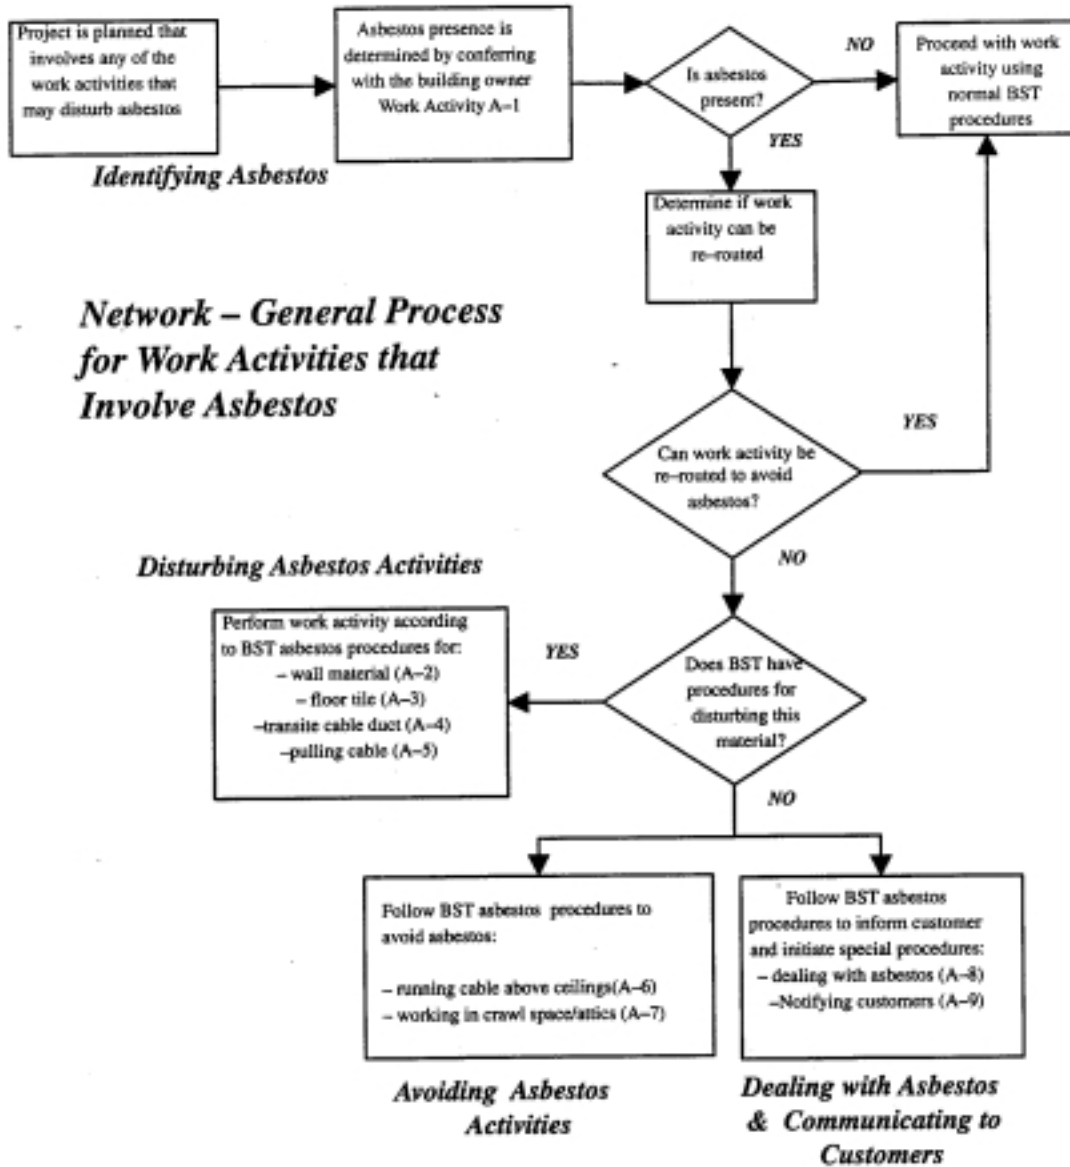 Project is planned that
involves any of the
work activities that
may disturb asbestos
Identifying Asbestos
Asbestos presence is
determined by conferring
with the building owner
Work Activity A–1
Is asbestos
present?
NO
Proceed with work
activity using
normal BST
procedures
YES
Determine if work
activity can be
re–routed
Network – General Process
for Work Activities that
Involve Asbestos
Can work activity be
re–routed to avoid
asbestos?
YES
NO
Disturbing Asbestos Activities
Does BST have
procedures for
disturbing this
material?
YES
Perform work activity according
to BST asbestos procedures for:
– wall material (A–2)
– floor tile (A–3)
–transite cable duct (A–4)
–pulling cable (A–5)
NO
Follow BST asbestos procedures to
avoid asbestos:
– running cable above ceilings(A–6)
– working in crawl space/attics (A–7)
Avoiding Asbestos
Activities
Follow BST asbestos
procedures to inform customer
and initiate special procedures:
– dealing with asbestos (A–8)
–Notifying customers (A–9)
Dealing with Asbestos
& Communicating to
Customers